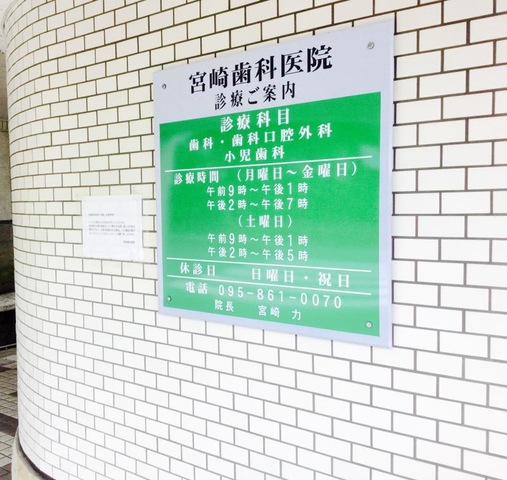 宮崎歯科医院
診療ご案内
診療科目
歯科・歯科口腔外科
小児歯科
診療時間 (月曜日～金曜日)
午前9時～午後1時
午後2時～午後7時
(土曜日)
午前9時～午後1時
午後2時～午後5時
休診日 日曜日・祝日
電話 095-861-0070
院長 宮崎 力